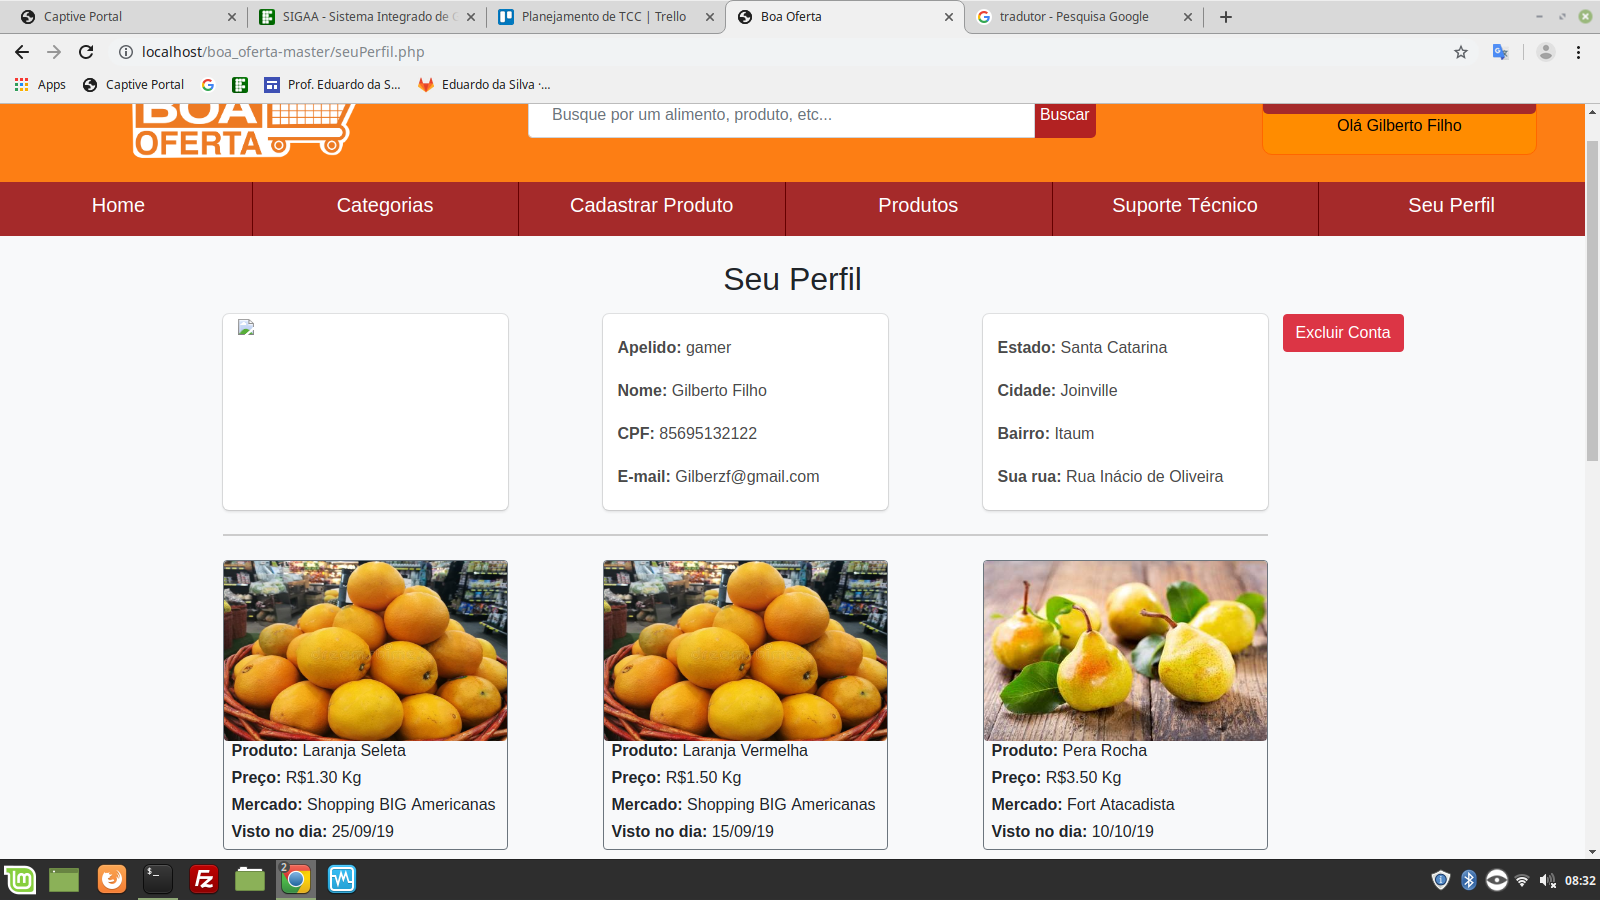 Captive Portal
SIGAA - Sistema Integrado de
Planejamento de TCC | Trello
Boa Oferta
tradutor - Pesquisa Google
localhost/boa_oferta-master/seuPerfil.php
Apps
Captive Portal
Prof. Eduardo da S...
Eduardo da Silva ·...
BOA
OFERTA
Busque por um alimento, produto, etc...
Buscar
Olá Gilberto Filho
Home
Categorias
Cadastrar Produto
Produtos
Suporte Técnico
Seu Perfil
Seu Perfil
Apelido: gamer
Nome: Gilberto Filho
CPF: 85695132122
E-mail: Gilberzf@gmail.com
Estado: Santa Catarina
Cidade: Joinville
Bairro: Itaum
Sua rua: Rua Inácio de Oliveira
Excluir Conta
Produto: Laranja Seleta
Preço: R$1.30 Kg
Mercado: Shopping BIG Americanas
Visto no dia: 25/09/19
Produto: Laranja Vermelha
Preço: R$1.50 Kg
Mercado: Shopping BIG Americanas
Visto no dia: 15/09/19
Produto: Pera Rocha
Preço: R$3.50 Kg
Mercado: Fort Atacadista
Visto no dia: 10/10/19
2
08:32